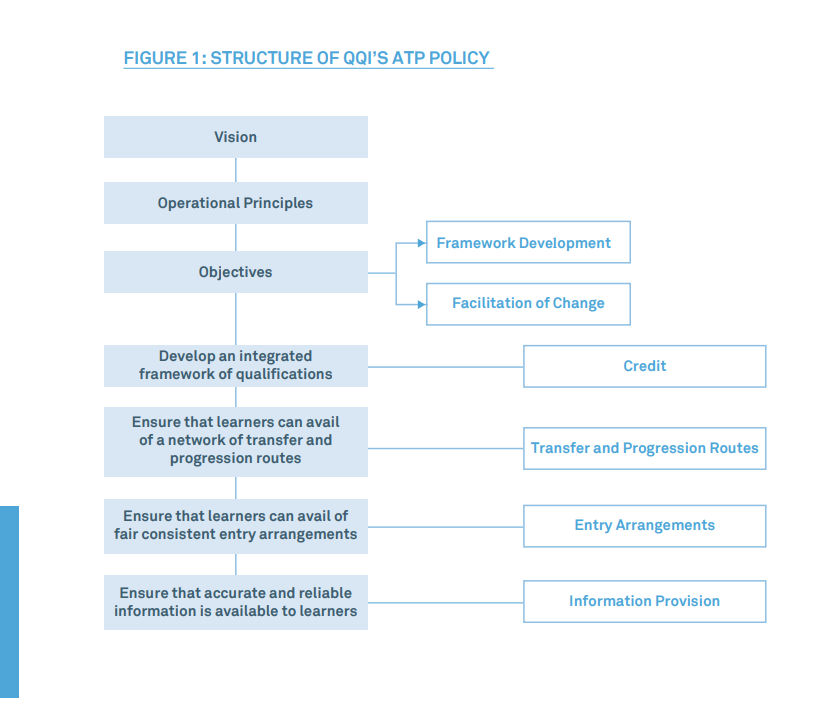 FIGURE 1: STRUCTURE OF QQI'S ATP POLICY
Vision
Operational Principles
Objectives
Framework Development
Facilitation of Change
Develop an integrated
framework of qualifications
Credit
Ensure that learners can avail
of a network of transfer and
progression routes
Transfer and Progression Routes
Ensure that learners can avail of
fair consistent entry arrangements
Entry Arrangements
Ensure that accurate and reliable
information is available to learners
Information Provision